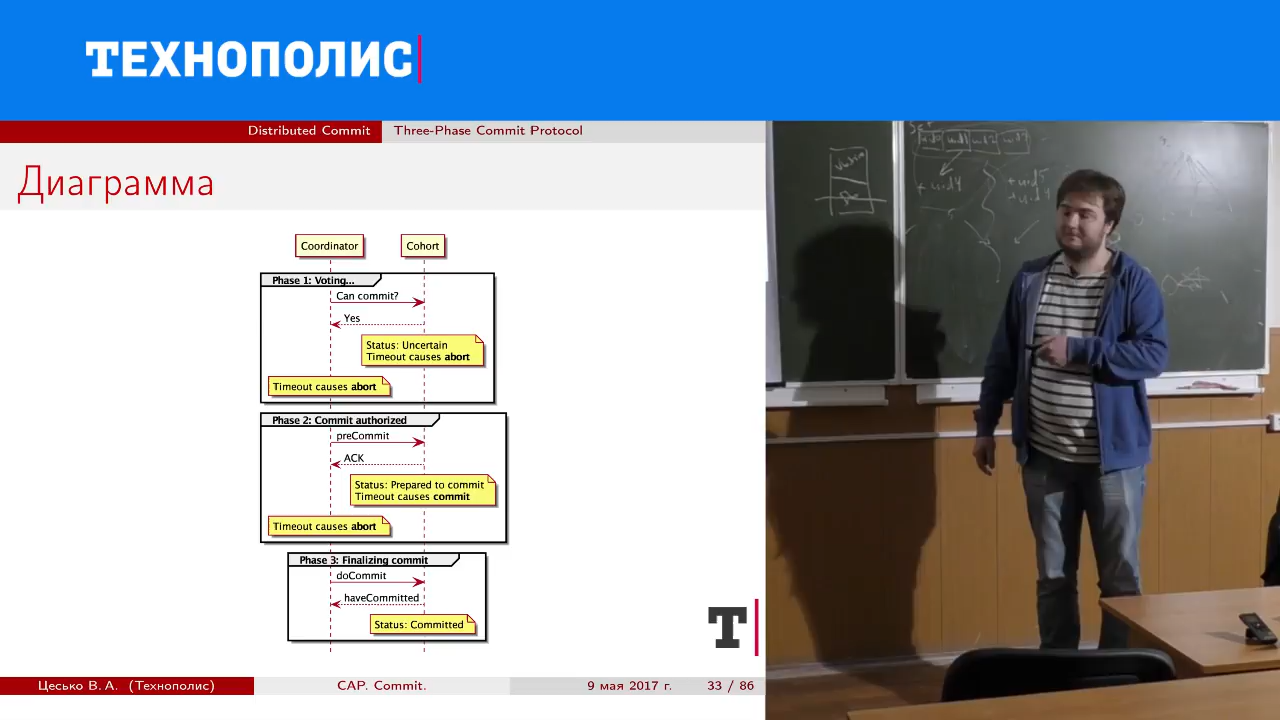 ТЕХНОПОЛИС
Distributed Commit
Three-Phase Commit Protocol
Диаграмма
Coordinator
Cohort
Phase 1: Voting...
Can commit?
Yes
Status: Uncertain
Timeout causes abort
Timeout causes abort
Phase 2: Commit authorized
preCommit
ACK
Status: Prepared to commit
Timeout causes commit
Timeout causes abort
Phase 3: Finalizing commit
doCommit
haveCommitted
Status: Committed
Т
Цесько В. А. (Технополис)
CAP. Commit.
9 мая 2017 г.
33 / 86